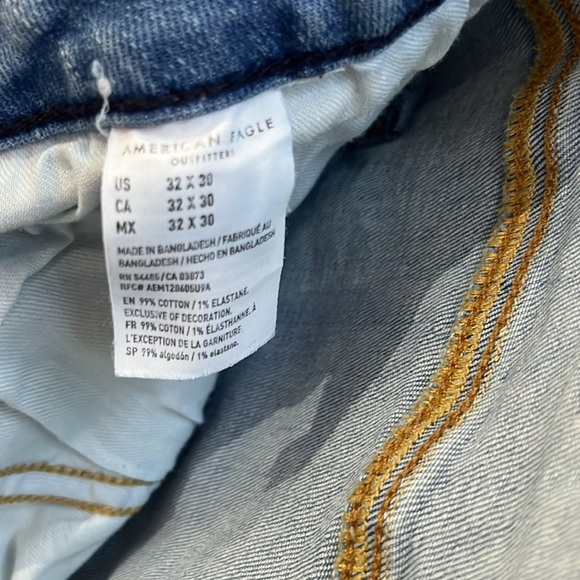 AMERICAN EAGLE
OUTFITTERS
US 32 X 30
CA 32 X 30
MX 32 X 30
MADE IN BANGLADESH / FABRIQUÉ AU
BANGLADESH / HECHO EN BANGLADESH
RN 54485/CA 03873
RFC# AEM120605U9A
EN 99% COTTON / 1% ELASTANE,
EXCLUSIVE OF DECORATION.
FR 99% COTON / 1% ÉLASTHANNE, À
L'EXCEPTION DE LA GARNITURE
SP 99% algodón / 1% elastano.